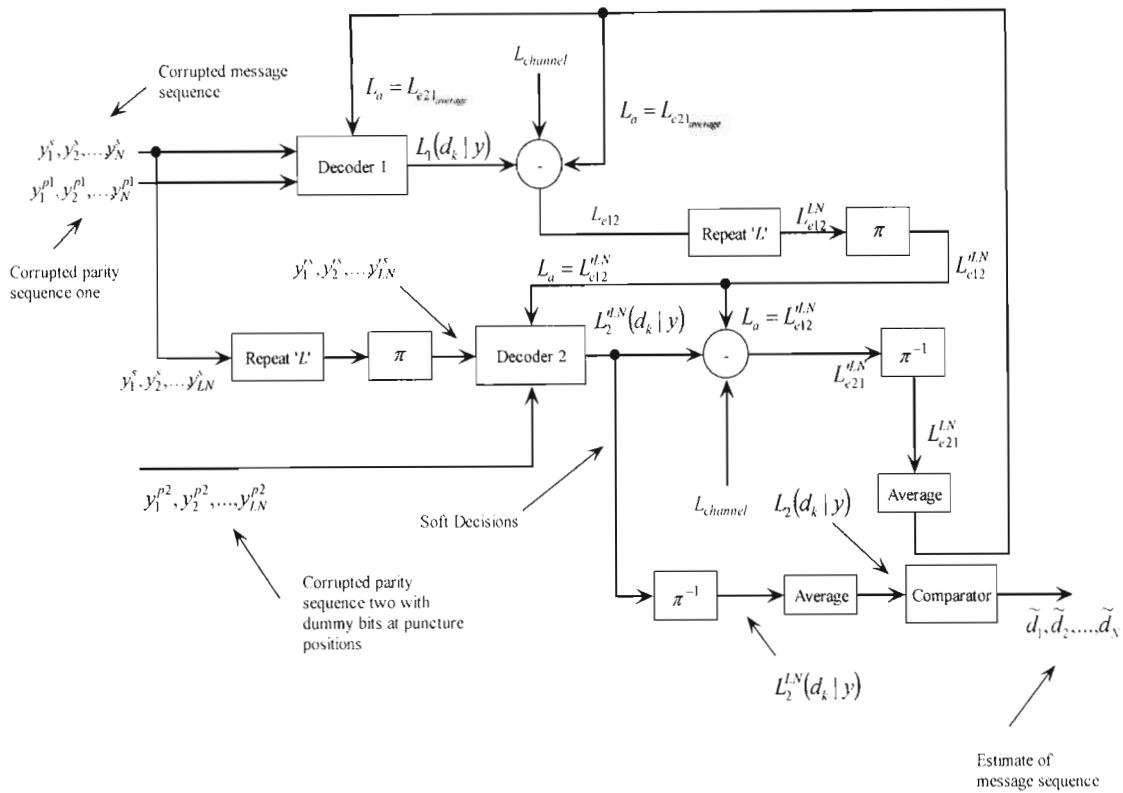 L_channel
Corrupted message
sequence
L_a = L_e21_average
L_a = L_e21_average
y_1^s, y_2^s, ... y_N^s
Decoder 1
L_1(d_k | y)
-
y_1^{p1}, y_2^{p1}, ... y_N^{p1}
L_e12
Repeat 'L'
L_e12^{LN}
π
Corrupted parity
sequence one
y_1'^s, y_2'^s, ... y_LN'^s
L_a = L_e12'^{LN}
L_e12'^{LN}
L_2'^{LN}(d_k | y)
L_a = L_e12'^{LN}
Repeat 'L'
π
Decoder 2
-
π^{-1}
y_1^s, y_2^s, ... y_LN^s
L_e21'^{LN}
L_e21^{LN}
y_1^{p2}, y_2^{p2}, ..., y_LN^{p2}
Soft Decisions
L_channel
L_2(d_k | y)
Average
Corrupted parity
sequence two with
dummy bits at puncture
positions
π^{-1}
Average
Comparator
d̃_1, d̃_2, ..., d̃_N
L_2^{LN}(d_k | y)
Estimate of
message sequence